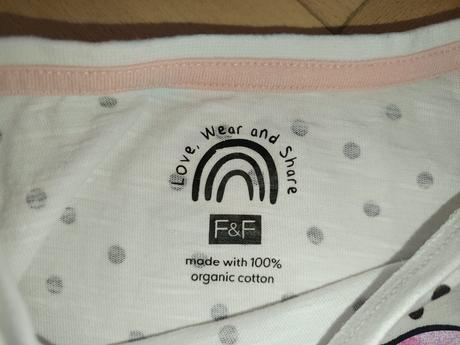 Love, Wear and Share
F&F
made with 100%
organic cotton